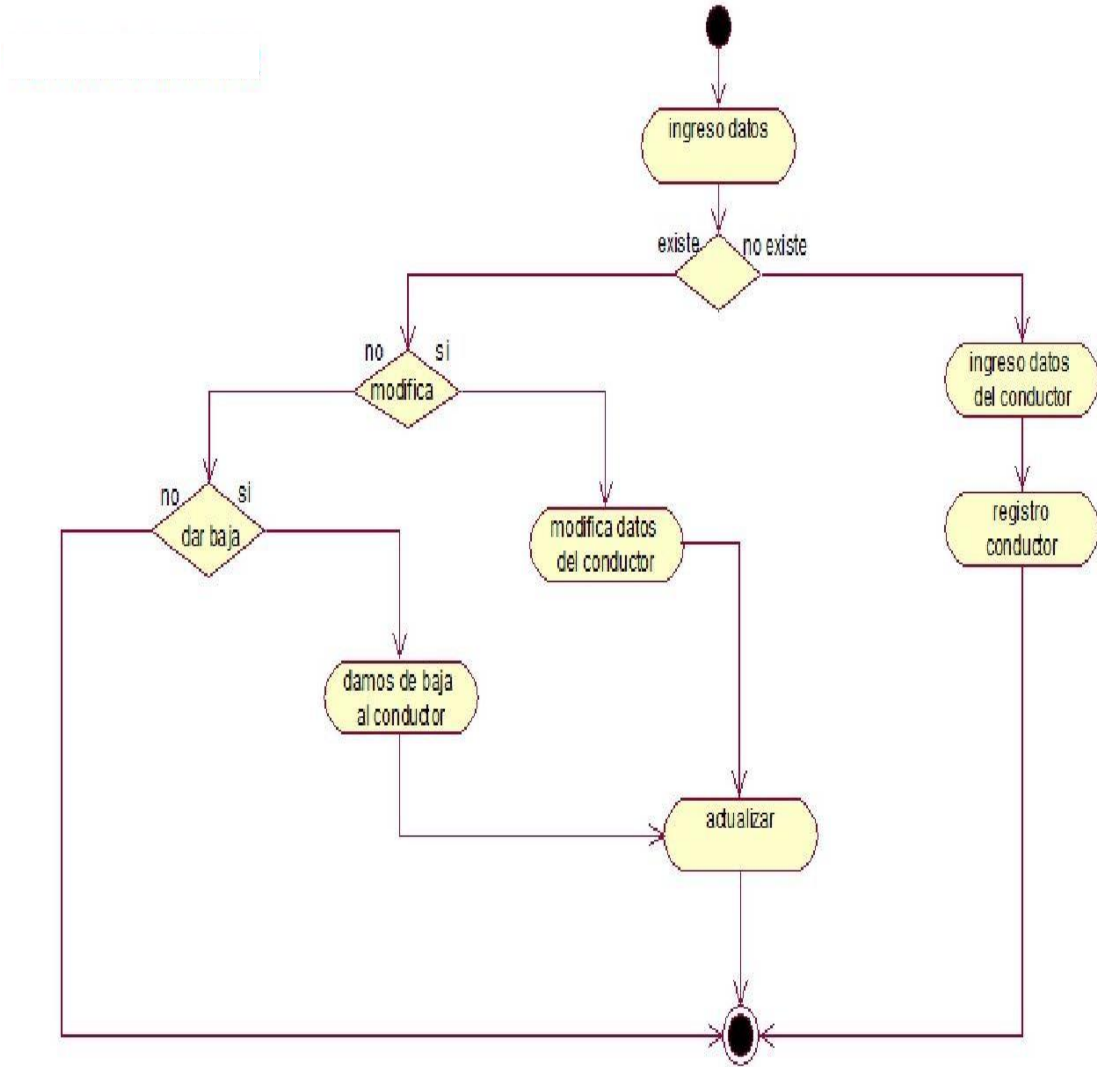 ingreso datos
existe
no existe
no
si
modifica
ingreso datos
del conductor
no
si
dar baja
modifica datos
del conductor
registro
conductor
damos de baja
al conductor
actualizar